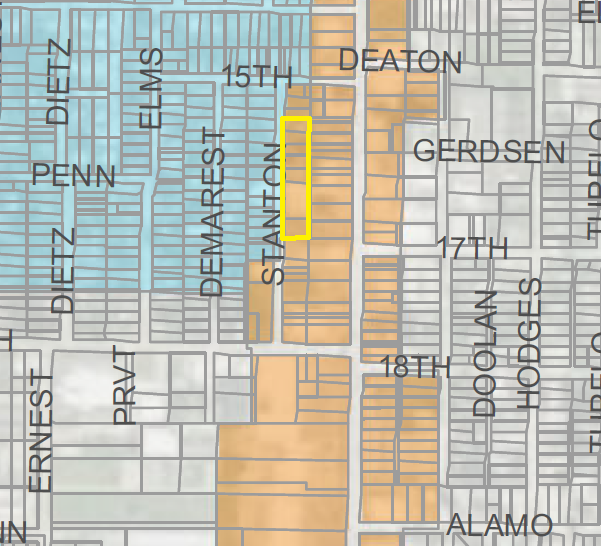 DEATON
15TH
DIETZ
ELMS
GERDSEN
PENN
DEMAREST
STANTON
17TH
DIETZ
DOOLAN
HODGES
18TH
PRVT
ERNEST
ALAMO